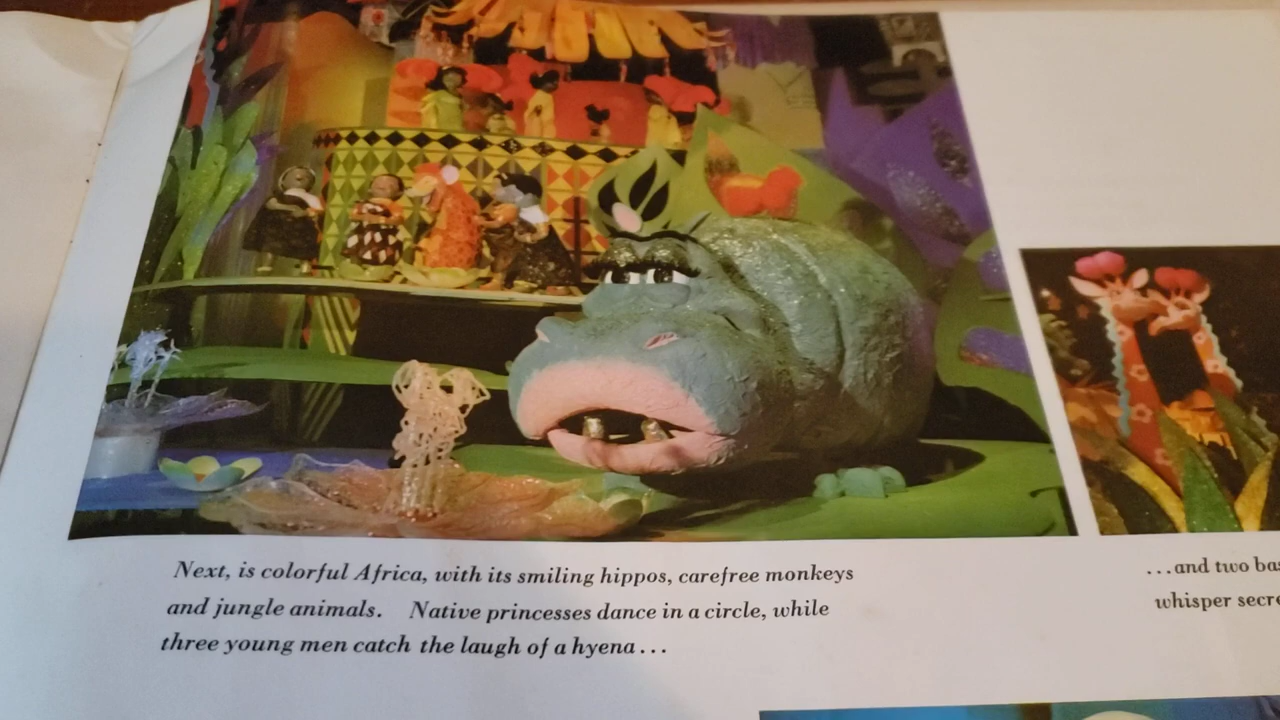 Next, is colorful Africa, with its smiling hippos, carefree monkeys
and jungle animals. Native princesses dance in a circle, while
three young men catch the laugh of a hyena...
...and two
whisper